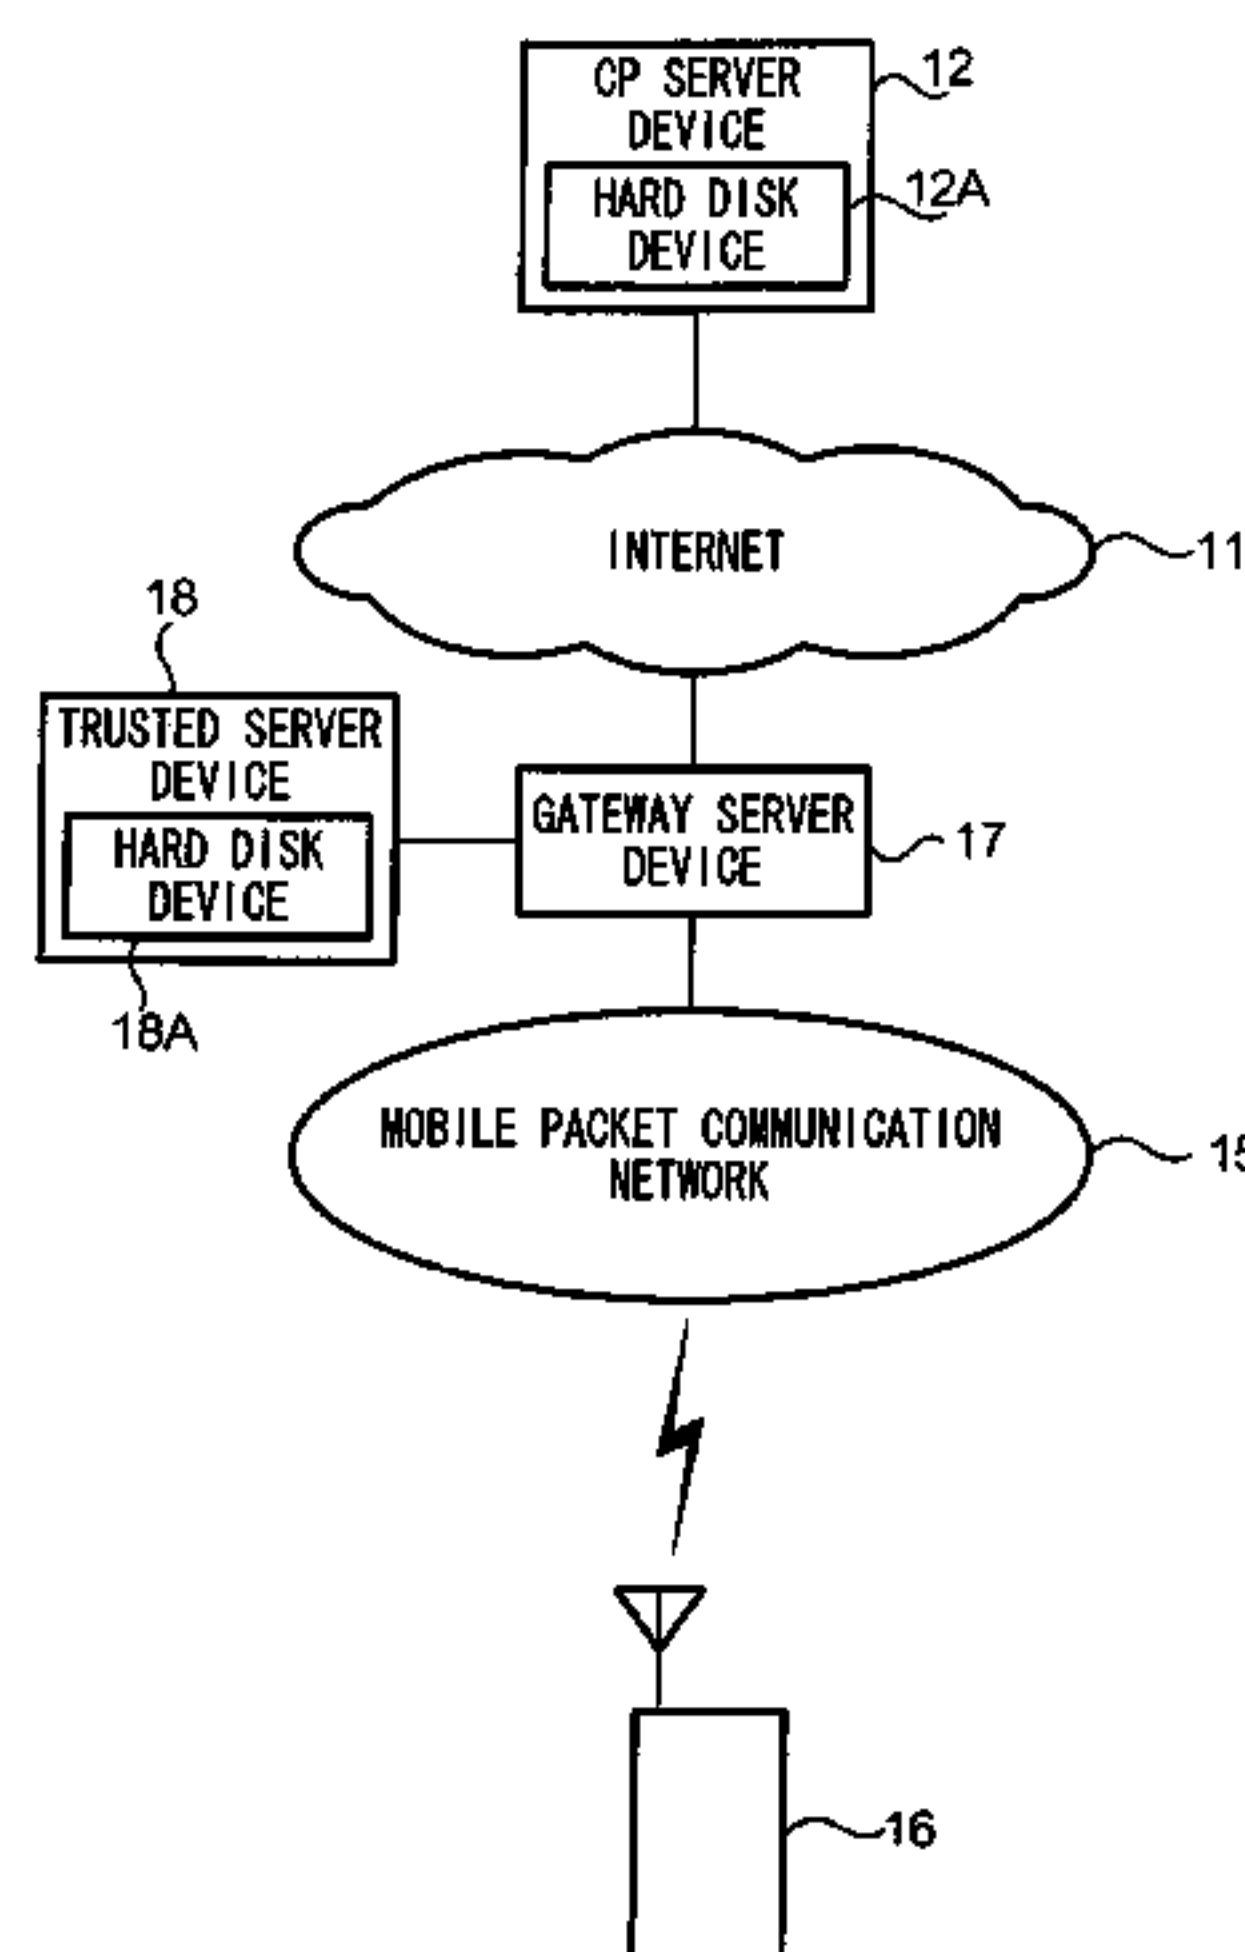 CP SERVER
DEVICE
12
HARD DISK
DEVICE
12A
INTERNET
11
18
TRUSTED SERVER
DEVICE
HARD DISK
DEVICE
18A
GATEWAY SERVER
DEVICE
17
MOBILE PACKET COMMUNICATION
NETWORK
15
16